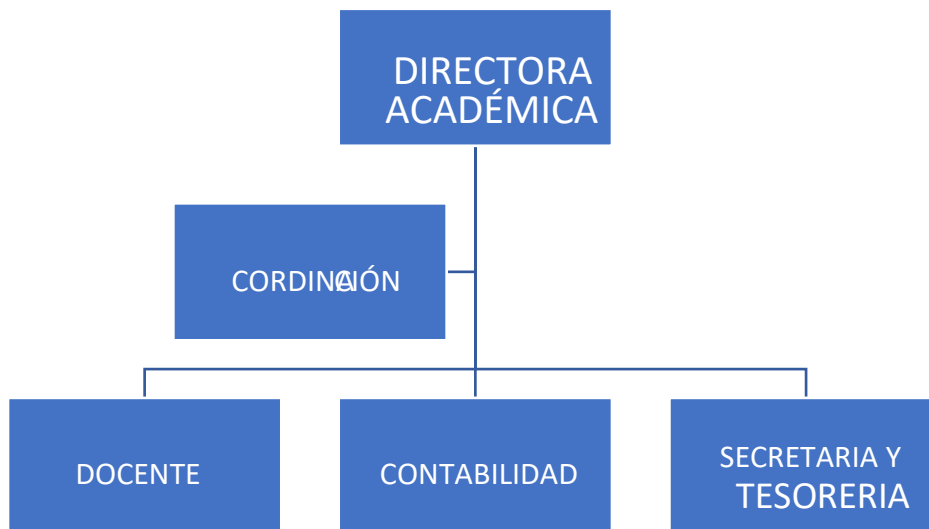 DIRECTORA
ACADÉMICA
CORDINACIÓN
DOCENTE
CONTABILIDAD
SECRETARIA Y
TESORERIA